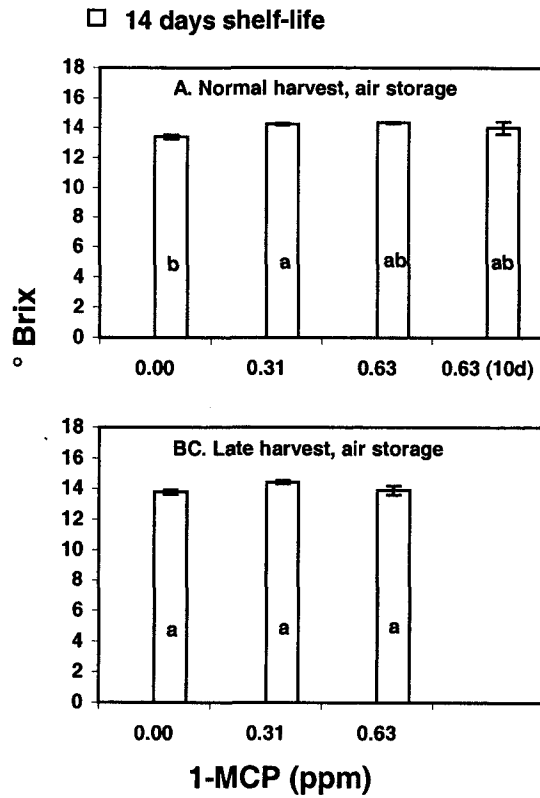 14 days shelf-life
A. Normal harvest, air storage
18
16
14
12
10
8
6
4
2
0
b
a
ab
ab
0.00
0.31
0.63
0.63 (10d)
° Brix
BC. Late harvest, air storage
18
16
14
12
10
8
6
4
2
0
a
a
a
0.00
0.31
0.63
1-MCP (ppm)